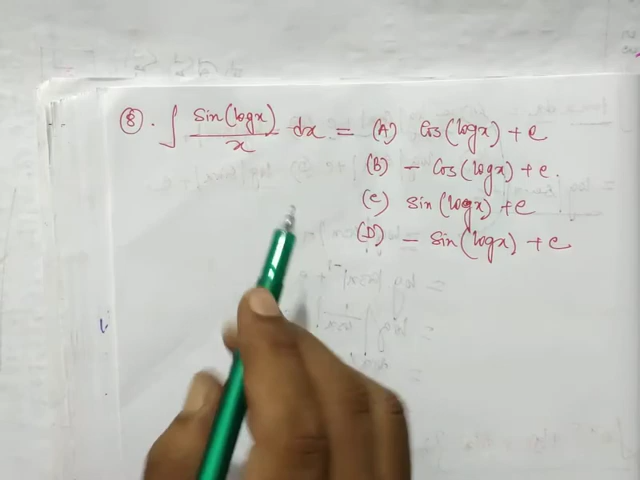 ⑧. ∫ sin(logx)/x dx = (A) Cos(logx) + c
(B) - Cos(logx) + c.
(C) Sin(logx) + c
(D) - Sin(logx) + c